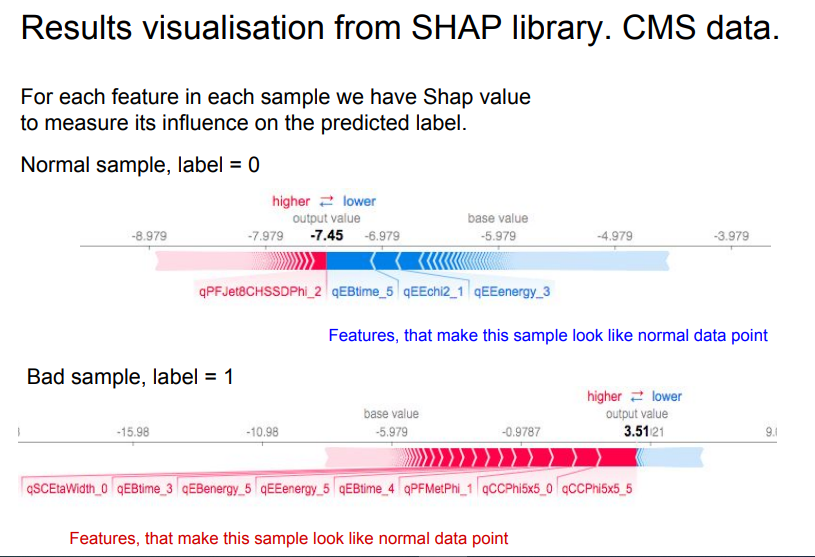 Results visualisation from SHAP library. CMS data.
For each feature in each sample we have Shap value
to measure its influence on the predicted label.
Normal sample, label = 0
higher ⇄ lower
output value base value
-8.979 -7.979 -7.45 -6.979 -5.979 -4.979 -3.979
qPFJet8CHSSDPhi_2 qEBtime_5 qEEchi2_1 qEEenergy_3
Features, that make this sample look like normal data point
Bad sample, label = 1
higher ⇄ lower
base value output value
-15.98 -10.98 -5.979 -0.9787 3.51 21 9.0
qSCEtaWidth_0 qEBtime_3 qEBenergy_5 qEEenergy_5 qEBtime_4 qPFMetPhi_1 qCCPhi5x5_0 qCCPhi5x5_5
Features, that make this sample look like normal data point